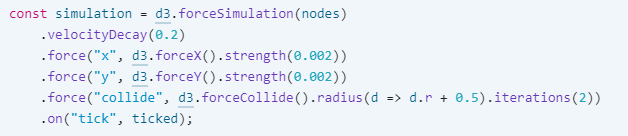 const simulation = d3.forceSimulation(nodes)
    .velocityDecay(0.2)
    .force("x", d3.forceX().strength(0.002))
    .force("y", d3.forceY().strength(0.002))
    .force("collide", d3.forceCollide().radius(d => d.r + 0.5).iterations(2))
    .on("tick", ticked);